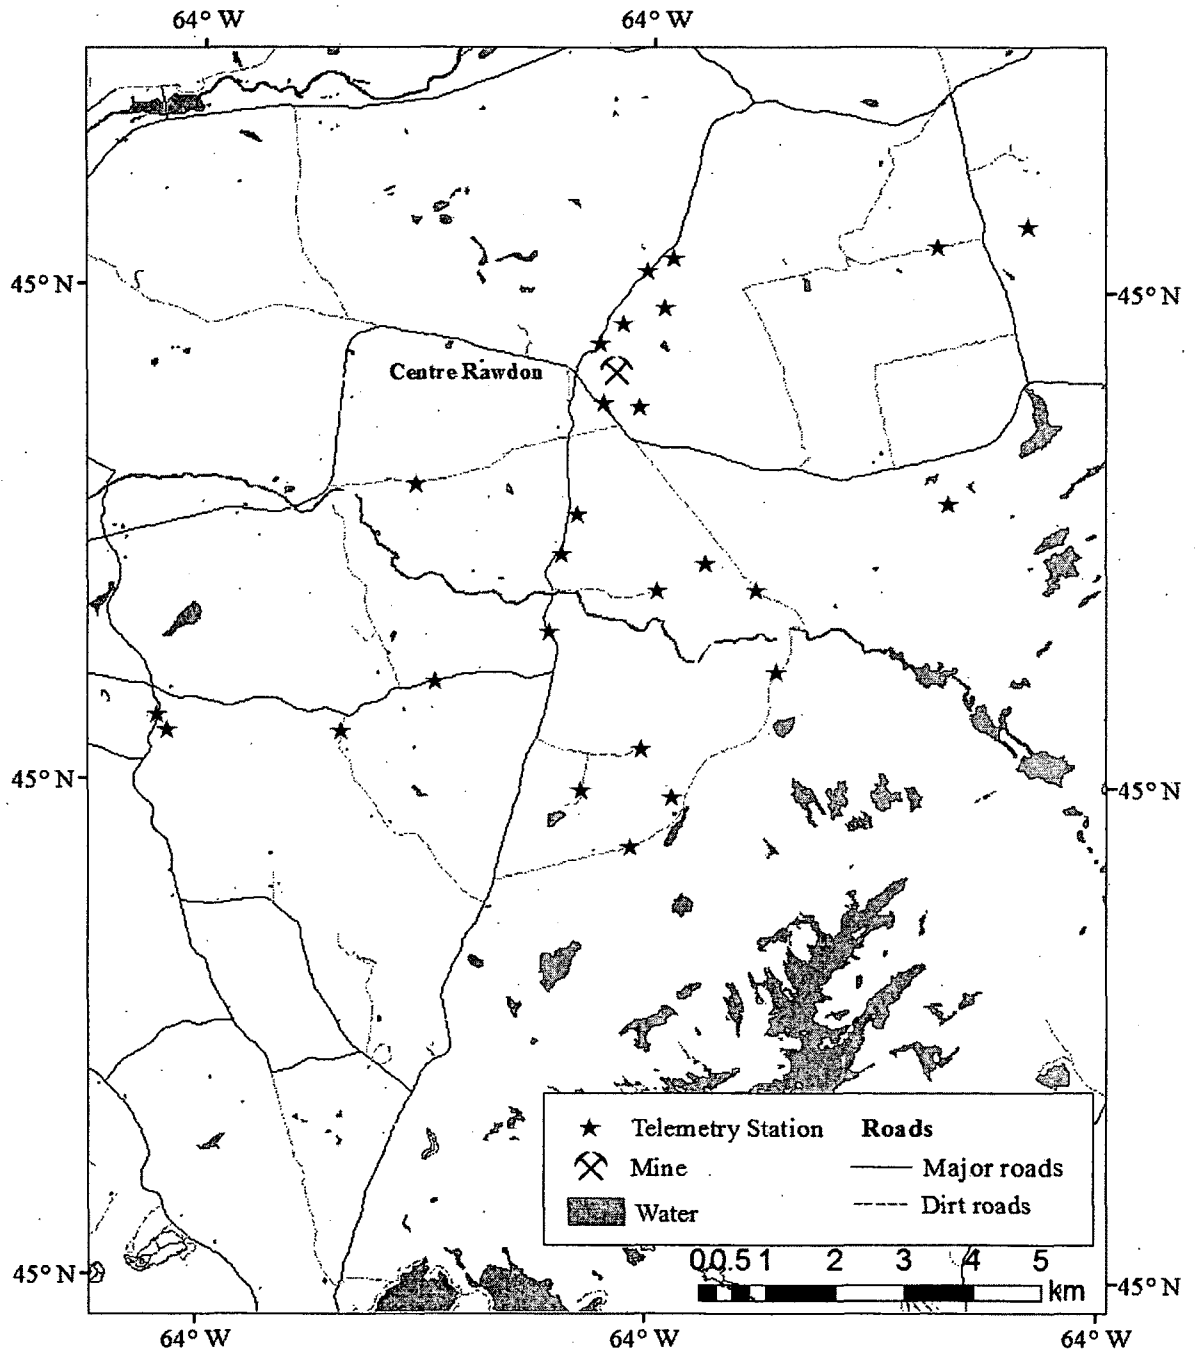 64° W 64° W
45° N 45° N
Centre Rawdon
45° N 45° N
Telemetry Station Roads
Mine Major roads
Water Dirt roads
0 0.5 1 2 3 4 5
km
45° N 45° N
64° W 64° W 64° W